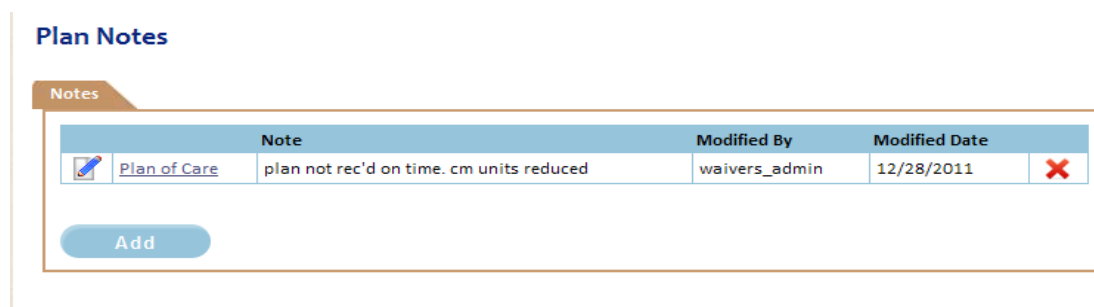 Plan Notes
Notes
Note Modified By Modified Date
Plan of Care plan not rec'd on time. cm units reduced waivers_admin 12/28/2011
Add